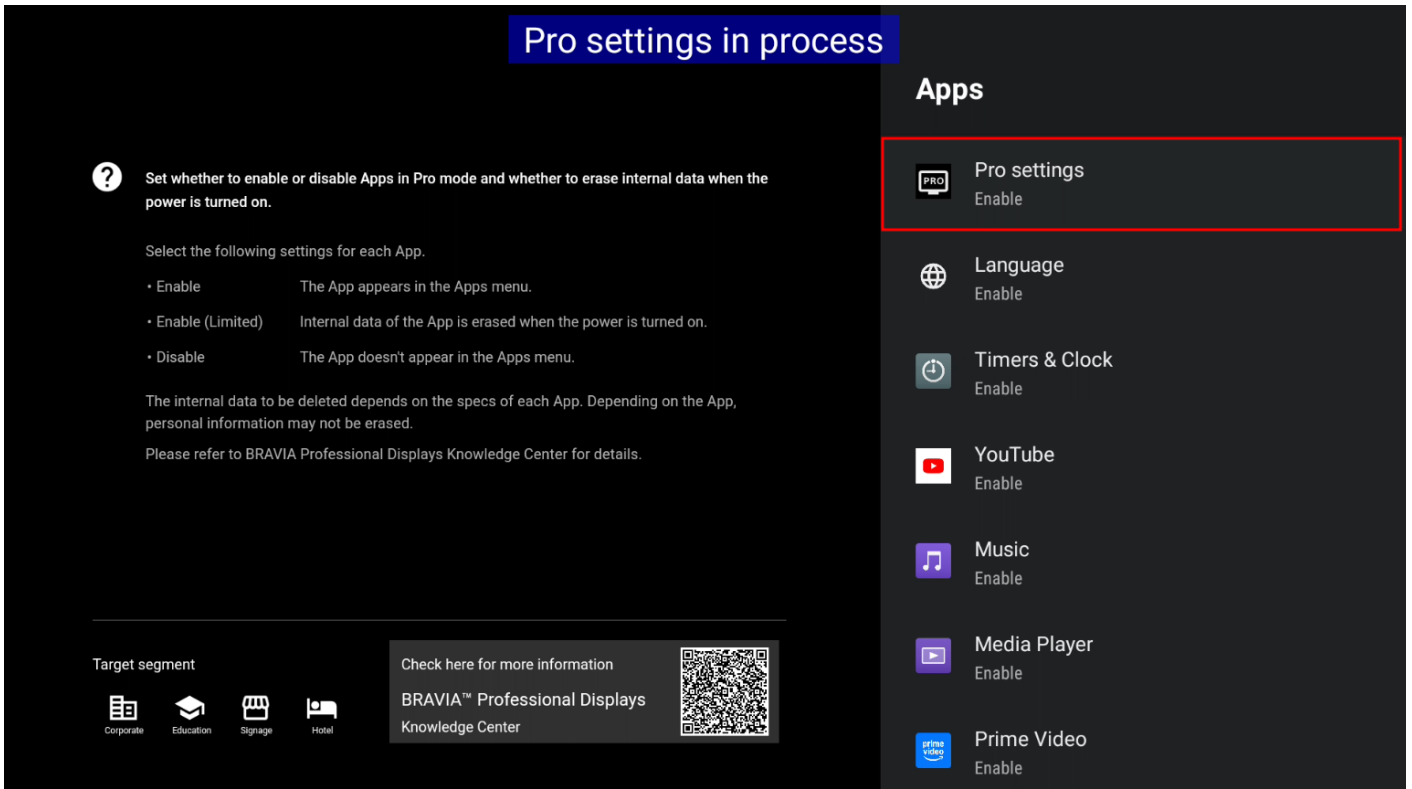 Pro settings in process
Apps
Set whether to enable or disable Apps in Pro mode and whether to erase internal data when the
power is turned on.
Select the following settings for each App.
• Enable The App appears in the Apps menu.
• Enable (Limited) Internal data of the App is erased when the power is turned on.
• Disable The App doesn't appear in the Apps menu.
The internal data to be deleted depends on the specs of each App. Depending on the App,
personal information may not be erased.
Please refer to BRAVIA Professional Displays Knowledge Center for details.
Target segment
Corporate Education Signage Hotel
Check here for more information
BRAVIA™ Professional Displays
Knowledge Center
PRO
Pro settings
Enable
Language
Enable
Timers & Clock
Enable
YouTube
Enable
Music
Enable
Media Player
Enable
prime
video
Prime Video
Enable